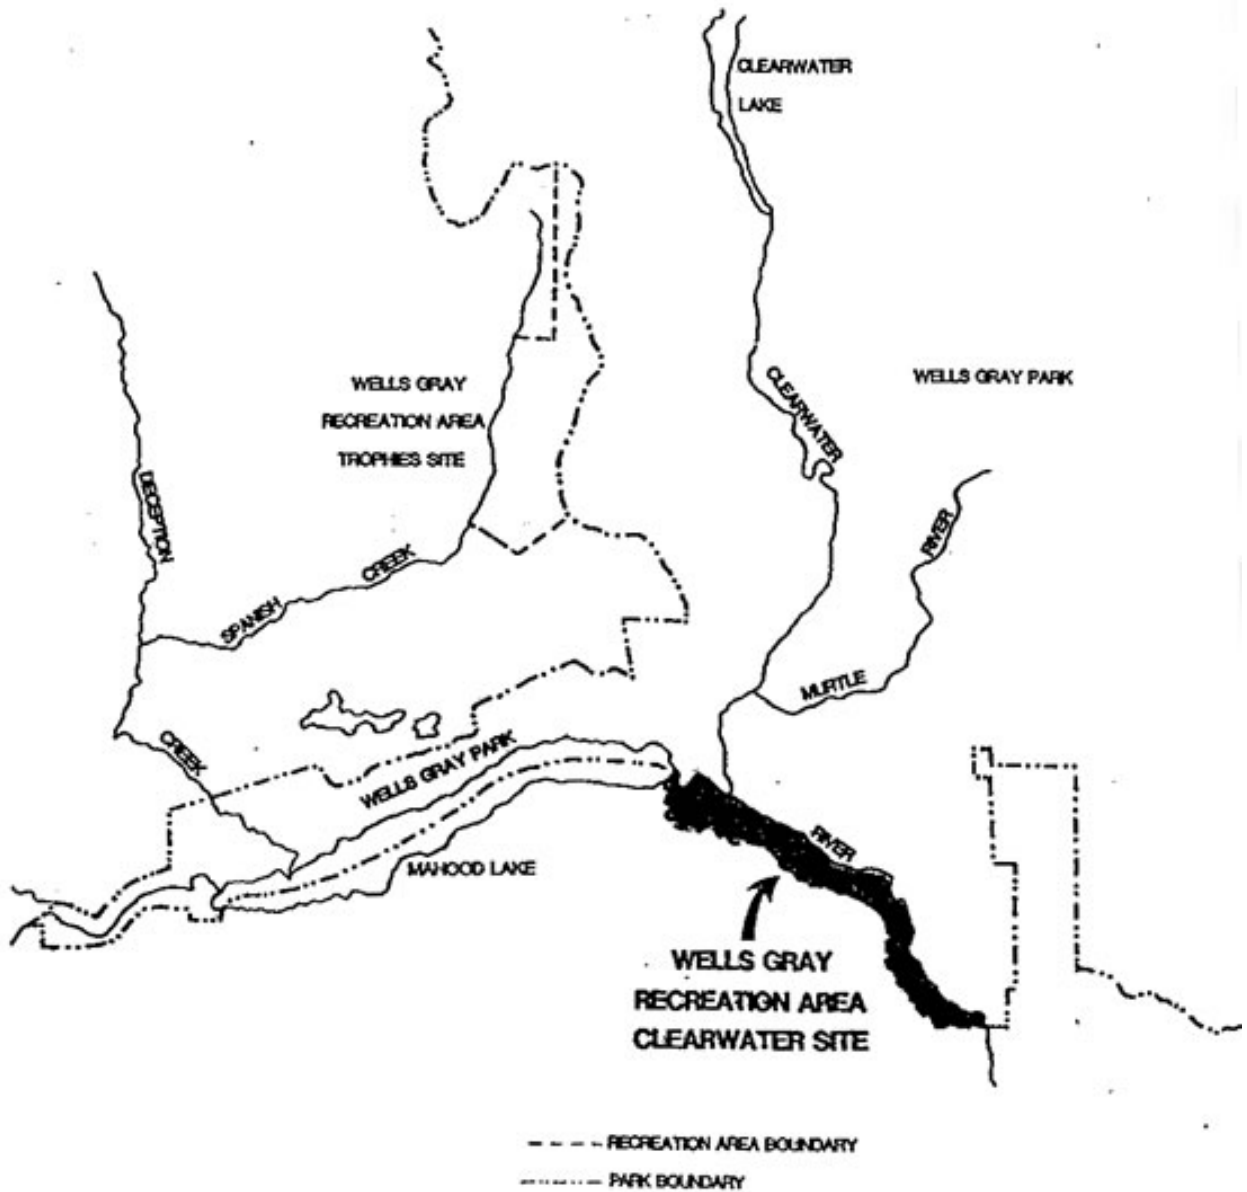 CLEARWATER
LAKE
WELLS GRAY
RECREATION AREA
TROPHIES SITE
CLEARWATER
WELLS GRAY PARK
DECEPTION
RIVER
CREEK
SPANISH
MURTLE
CREEK
WELLS GRAY PARK
RIVER
MAHOOD LAKE
WELLS GRAY
RECREATION AREA
CLEARWATER SITE
RECREATION AREA BOUNDARY
PARK BOUNDARY